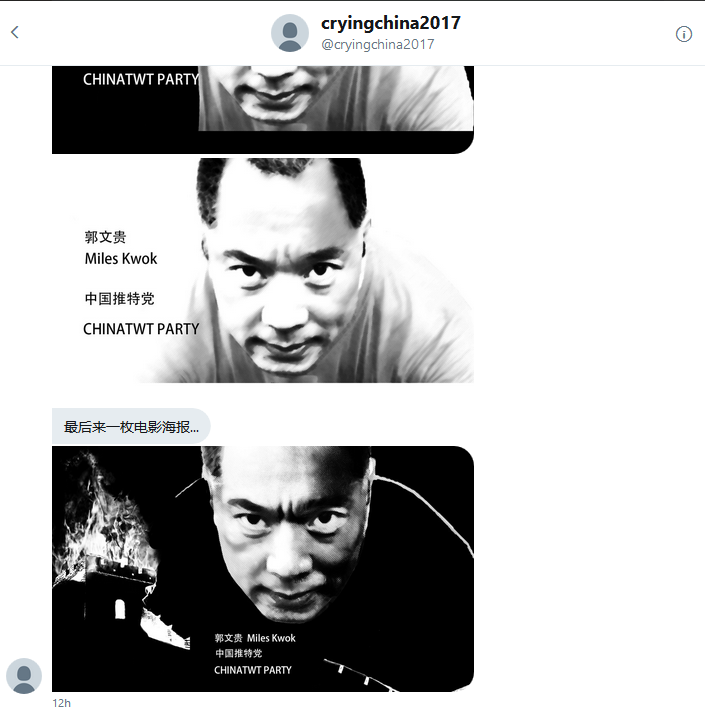 cryingchina2017
@cryingchina2017
CHINATWT PARTY
郭文贵
Miles Kwok
中国推特党
CHINATWT PARTY
最后来一枚电影海报...
郭文贵 Miles Kwok
中国推特党
CHINATWT PARTY
12h